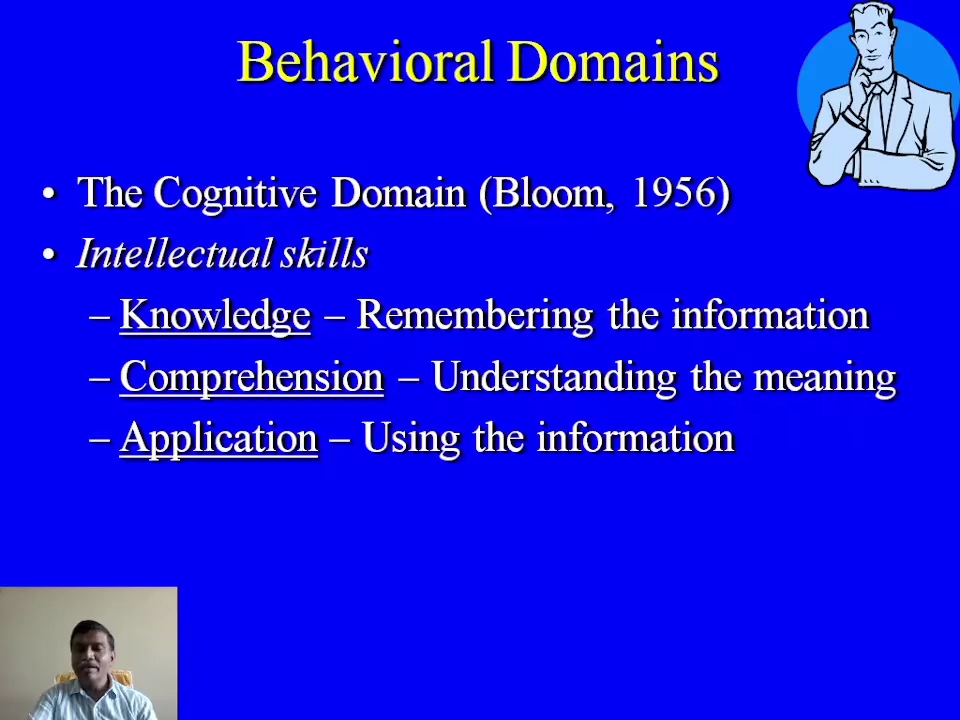 Behavioral Domains
• The Cognitive Domain (Bloom, 1956)
• Intellectual skills
– Knowledge – Remembering the information
– Comprehension – Understanding the meaning
– Application – Using the information